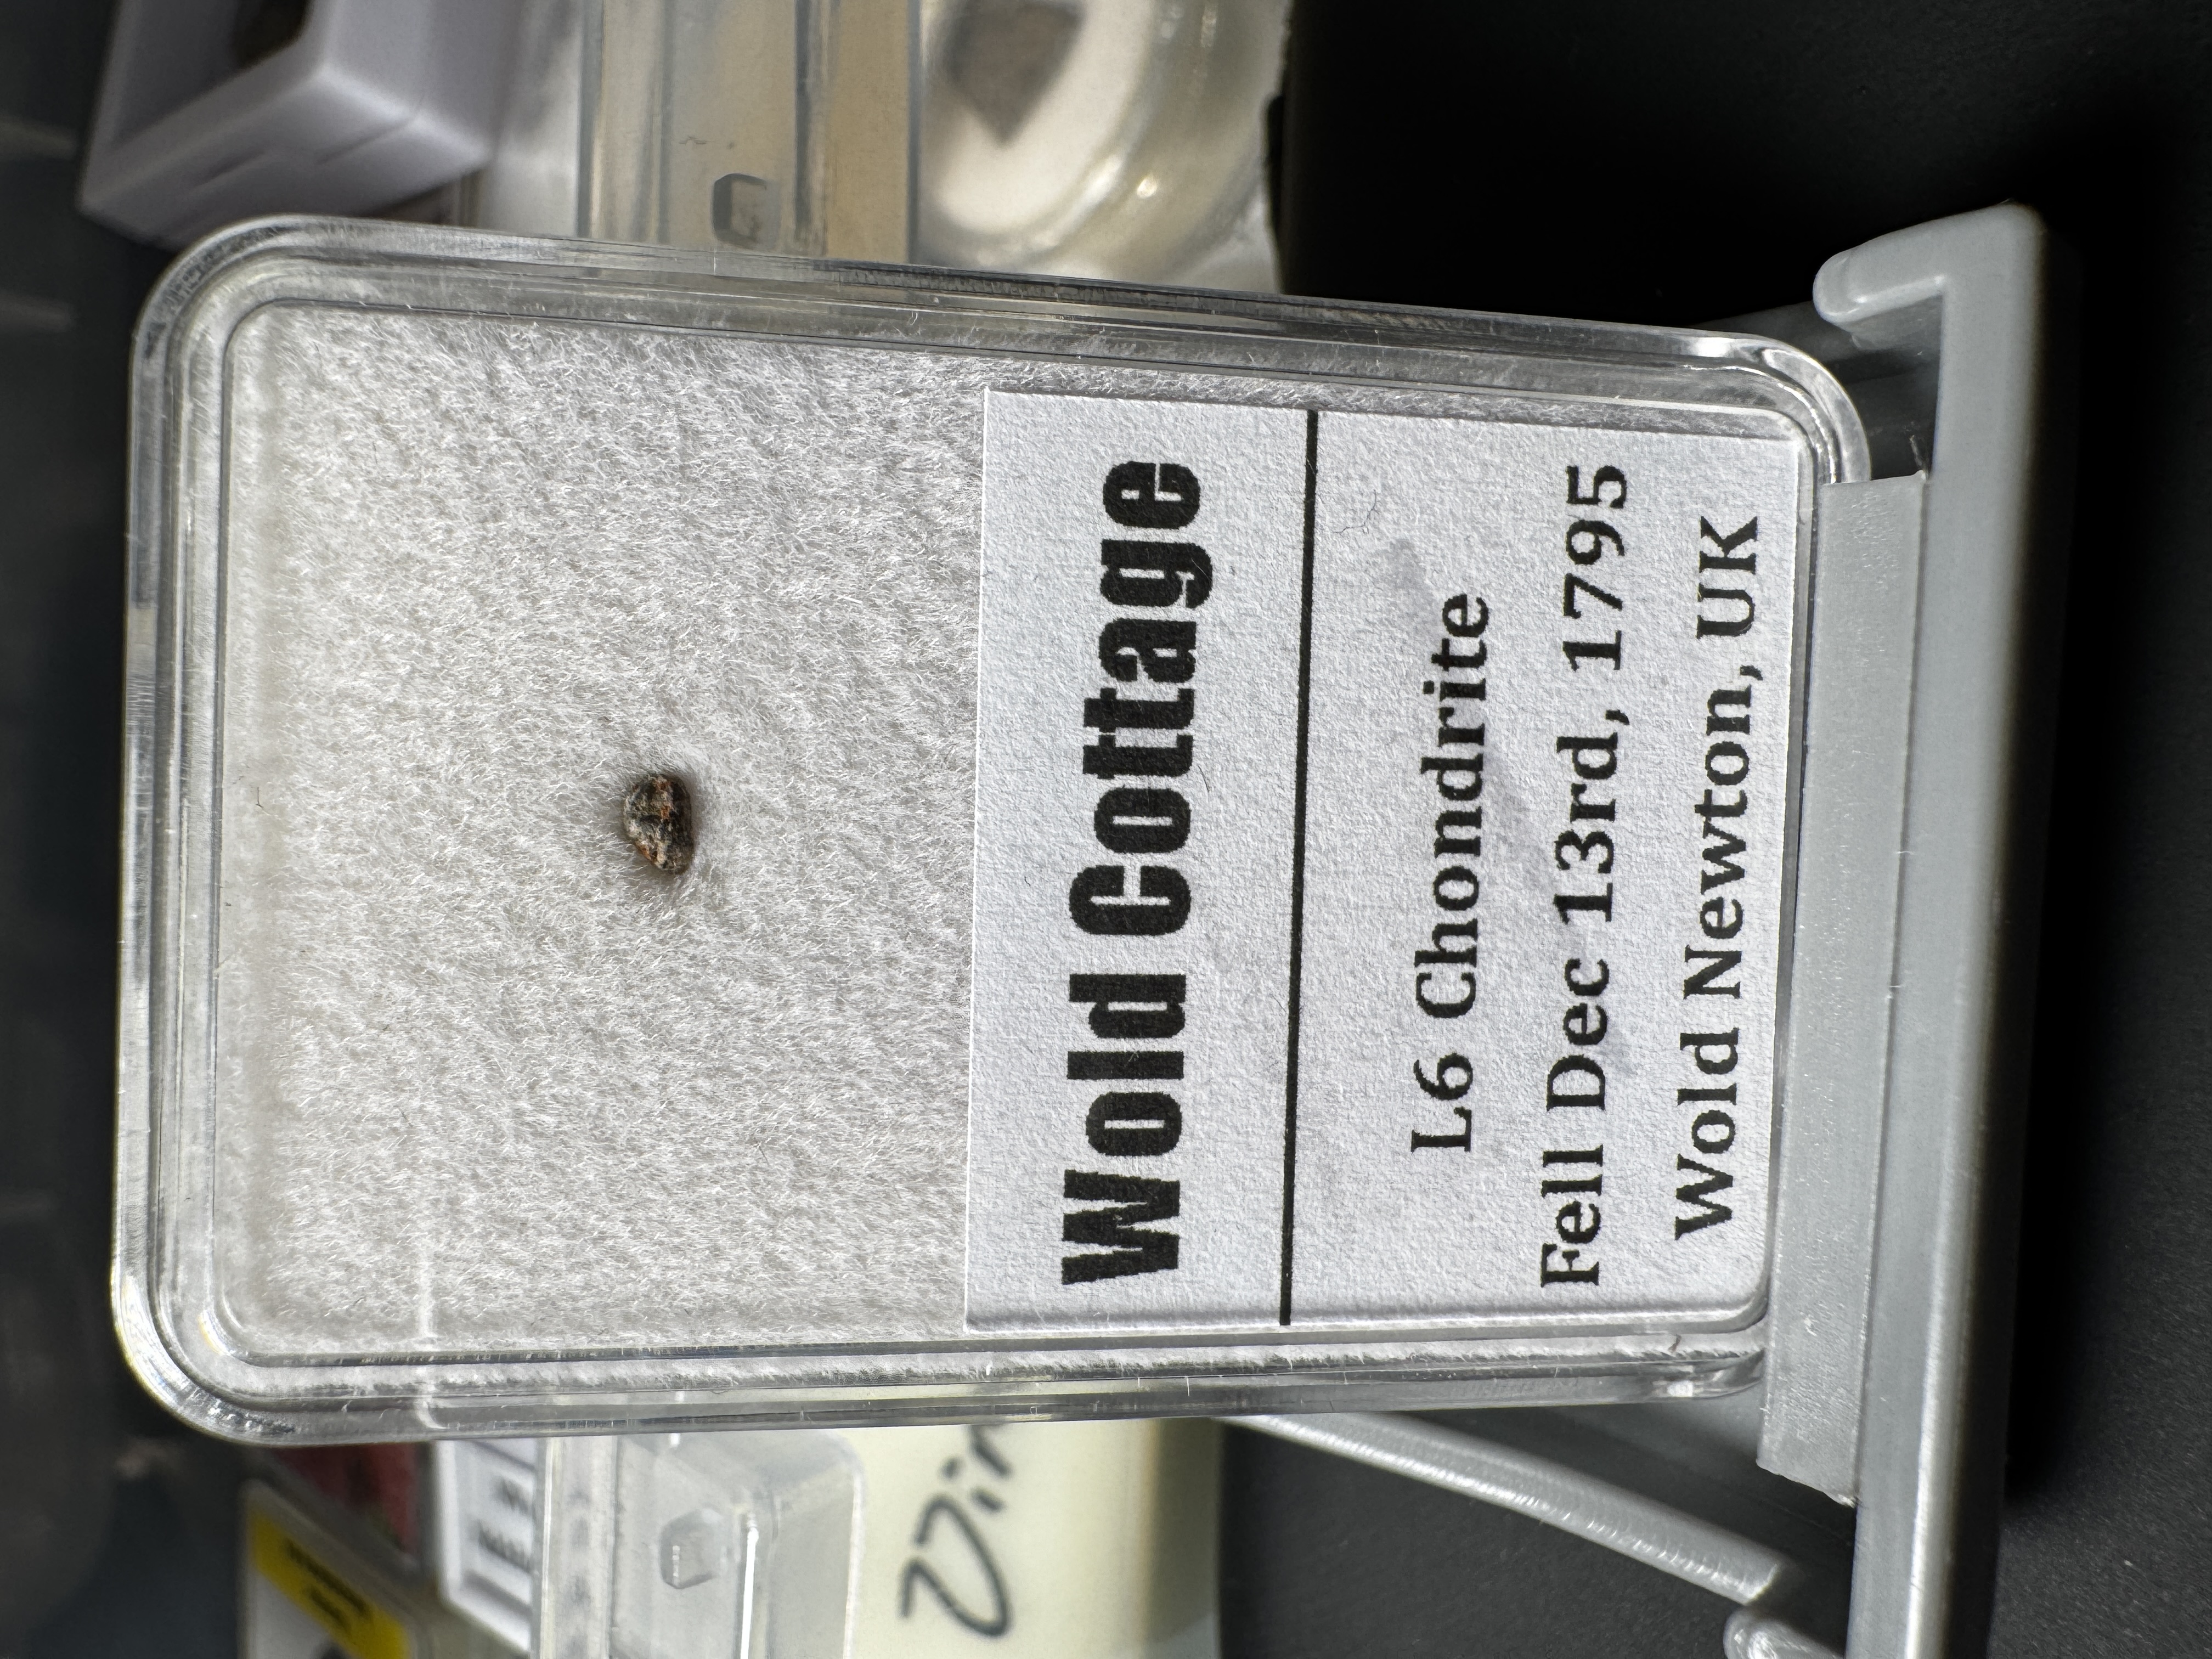 Wold Cottage
L6 Chondrite
Fell Dec 13rd, 1795
Wold Newton, UK